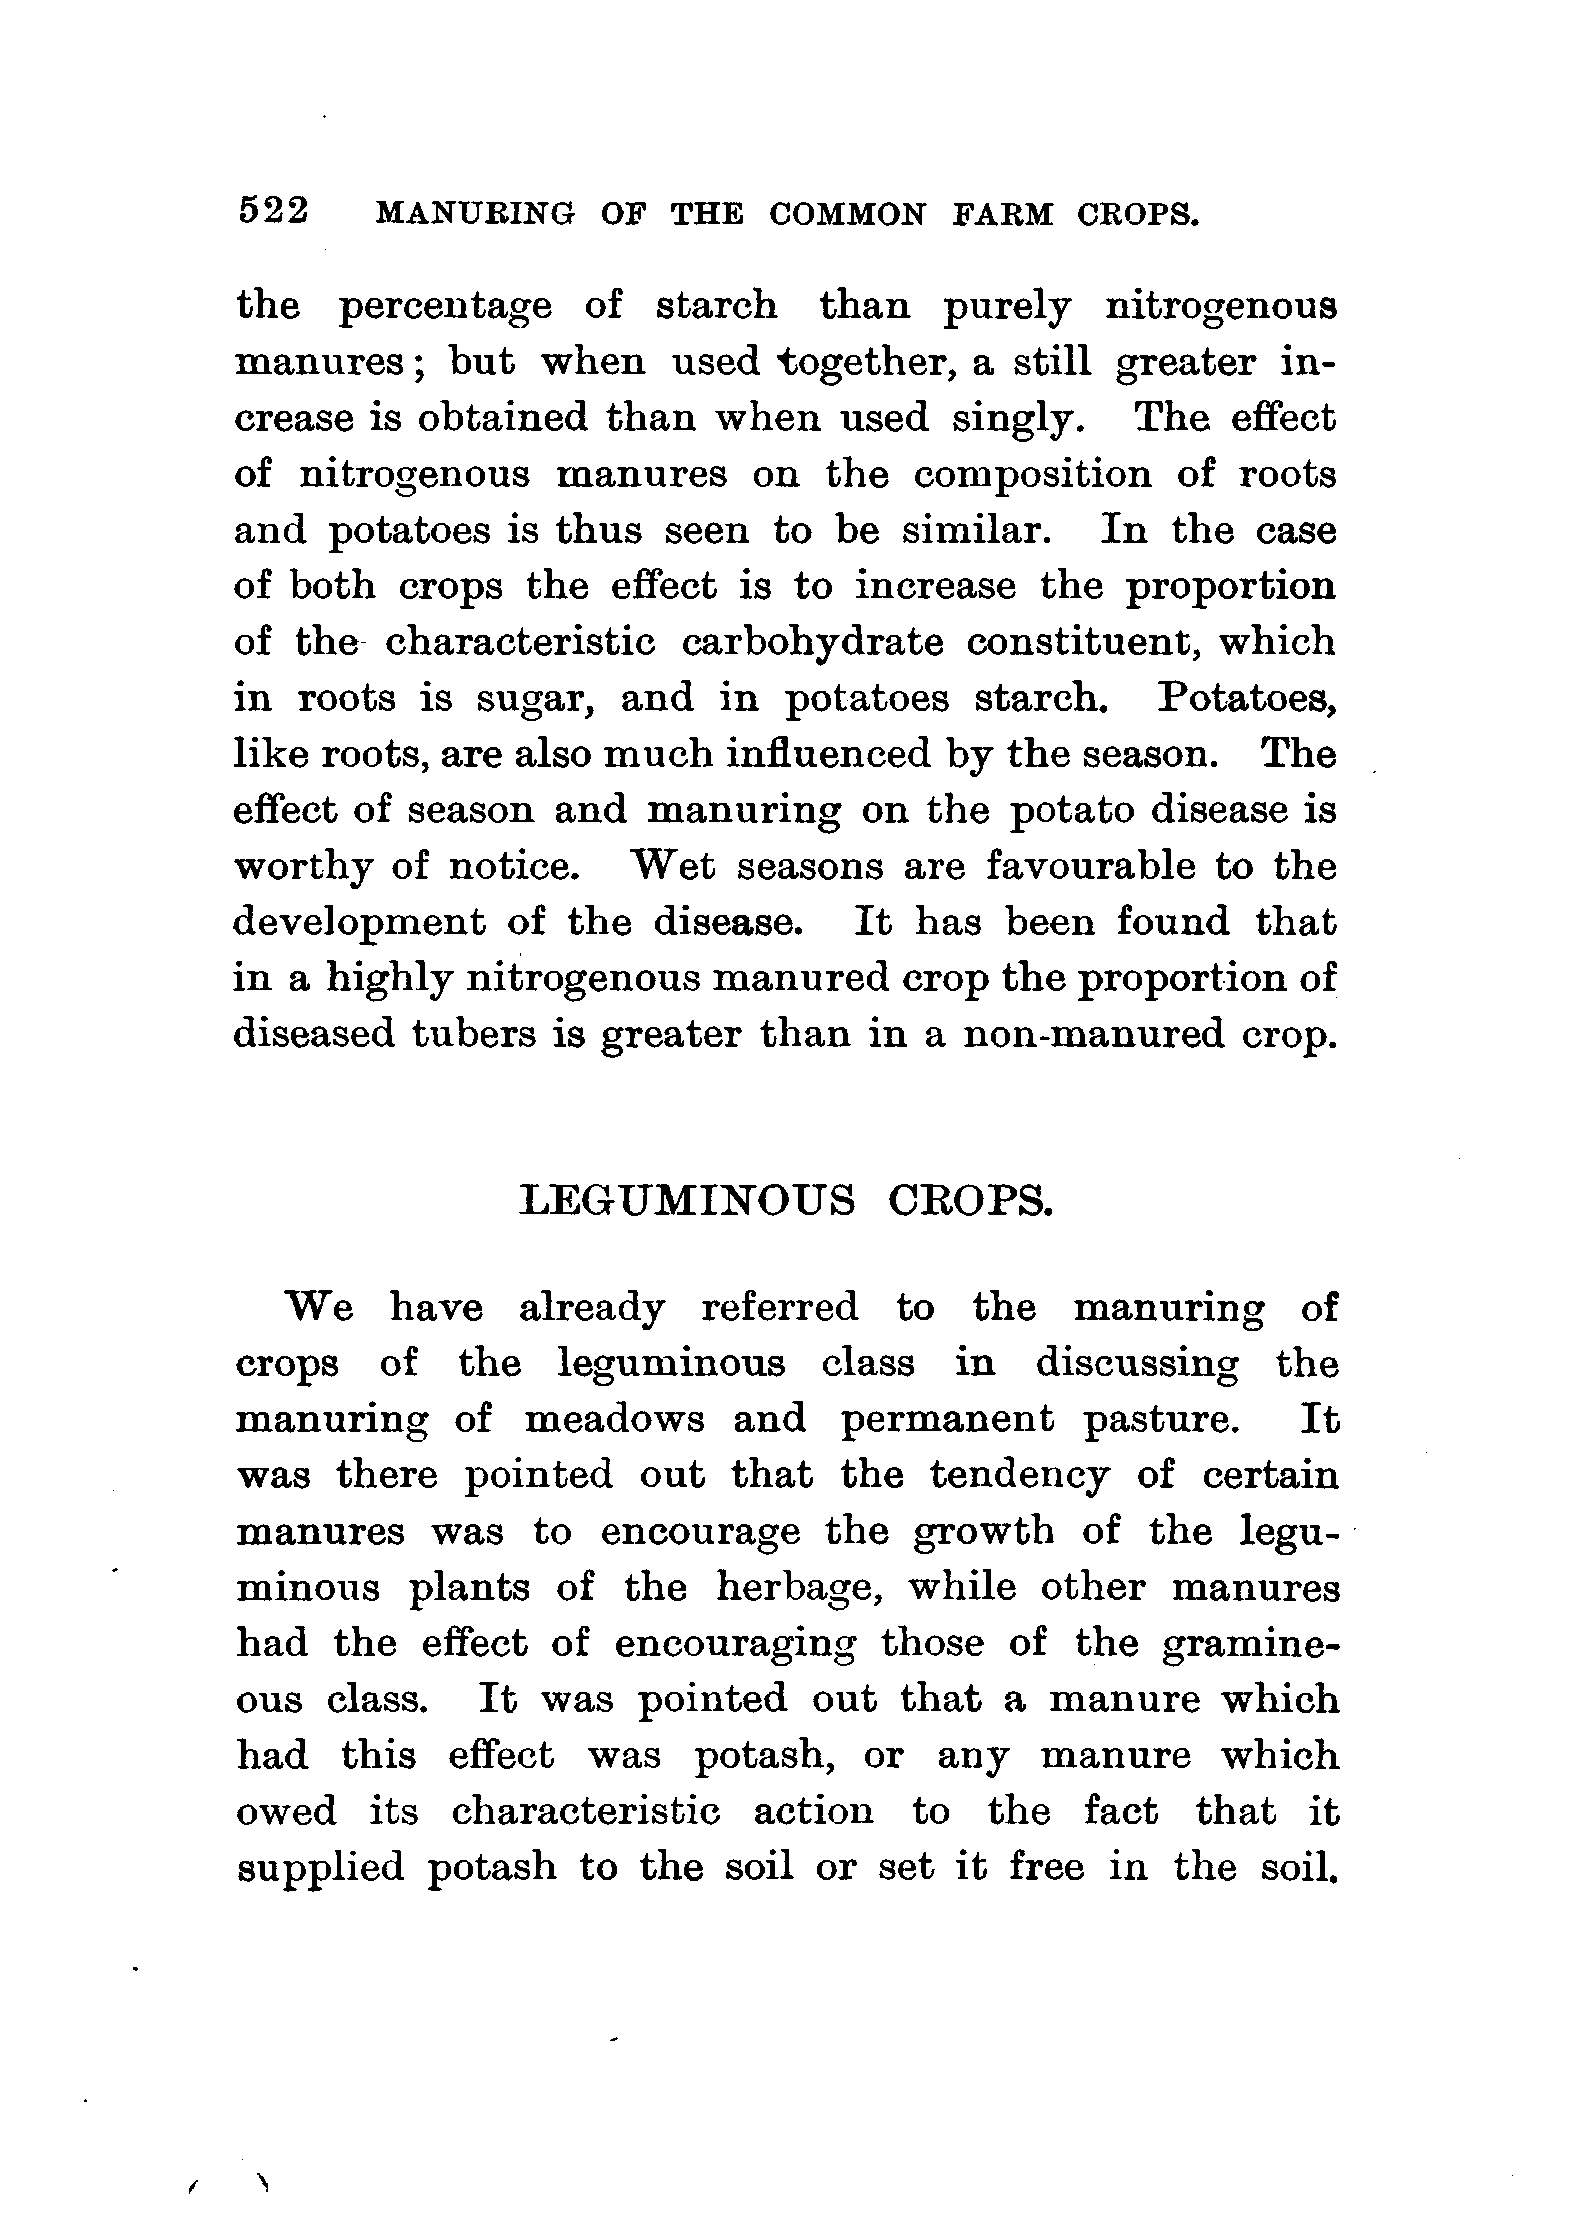 522 MANURING OF THE COMMON FARM CROPS.
the percentage of starch than purely nitrogenous
manures; but when used together, a still greater in-
crease is obtained than when used singly. The effect
of nitrogenous manures on the composition of roots
and potatoes is thus seen to be similar. In the case
of both crops the effect is to increase the proportion
of the characteristic carbohydrate constituent, which
in roots is sugar, and in potatoes starch. Potatoes,
like roots, are also much influenced by the season. The
effect of season and manuring on the potato disease is
worthy of notice. Wet seasons are favourable to the
development of the disease. It has been found that
in a highly nitrogenous manured crop the proportion of
diseased tubers is greater than in a non-manured crop.
LEGUMINOUS CROPS.
We have already referred to the manuring of
crops of the leguminous class in discussing the
manuring of meadows and permanent pasture. It
was there pointed out that the tendency of certain
manures was to encourage the growth of the legu-
minous plants of the herbage, while other manures
had the effect of encouraging those of the gramine-
ous class. It was pointed out that a manure which
had this effect was potash, or any manure which
owed its characteristic action to the fact that it
supplied potash to the soil or set it free in the soil.